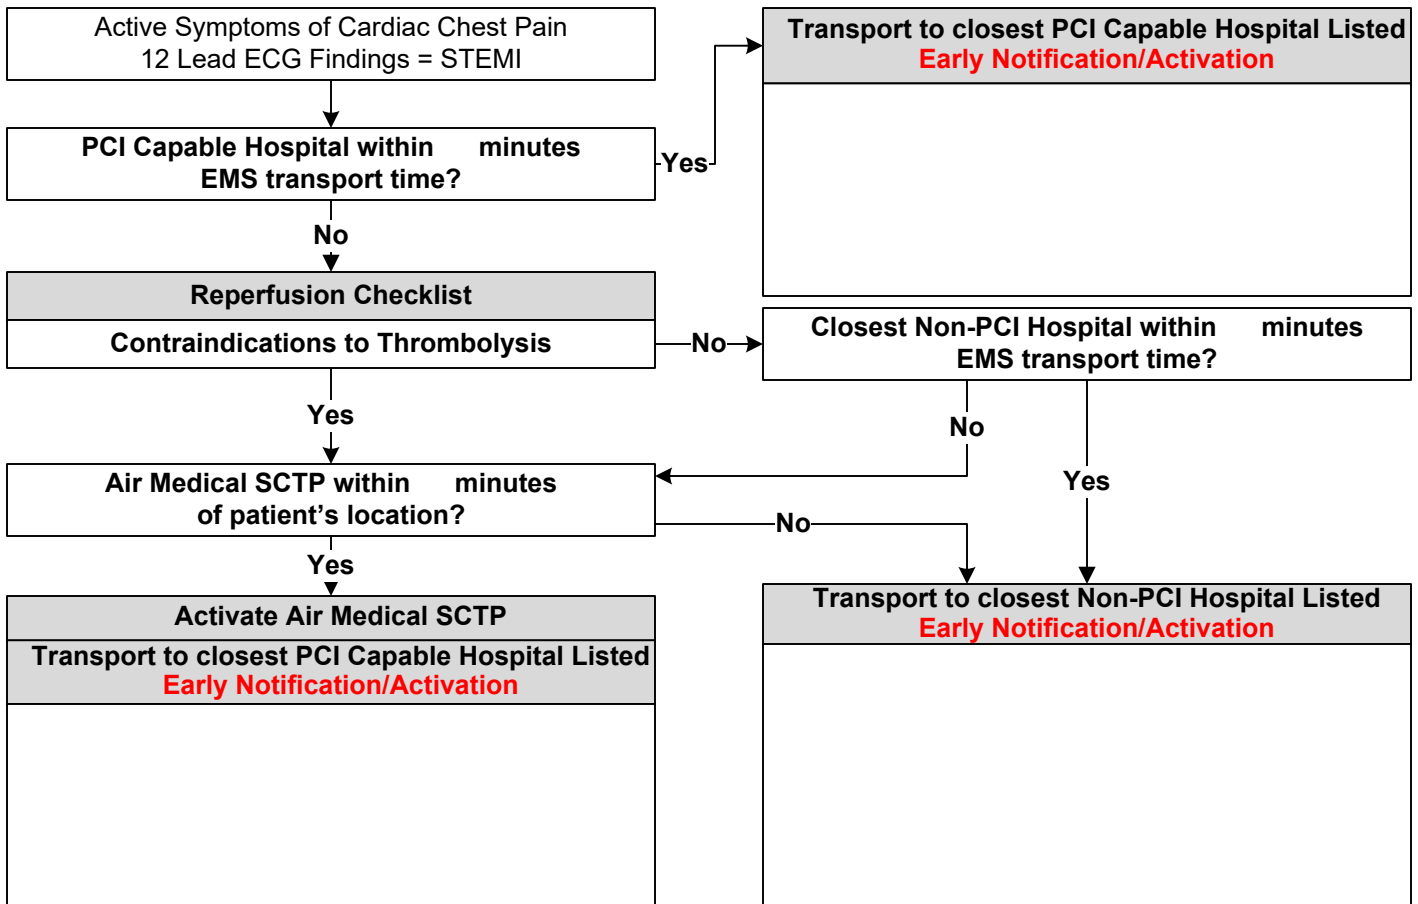 Active Symptoms of Cardiac Chest Pain
12 Lead ECG Findings = STEMI
Transport to closest PCI Capable Hospital Listed
Early Notification/Activation
PCI Capable Hospital within minutes
EMS transport time?
Yes
No
Reperfusion Checklist
Contraindications to Thrombolysis
No
Closest Non-PCI Hospital within minutes
EMS transport time?
Yes
No
Yes
Air Medical SCTP within minutes
of patient's location?
No
Yes
Activate Air Medical SCTP
Transport to closest PCI Capable Hospital Listed
Early Notification/Activation
Transport to closest Non-PCI Hospital Listed
Early Notification/Activation